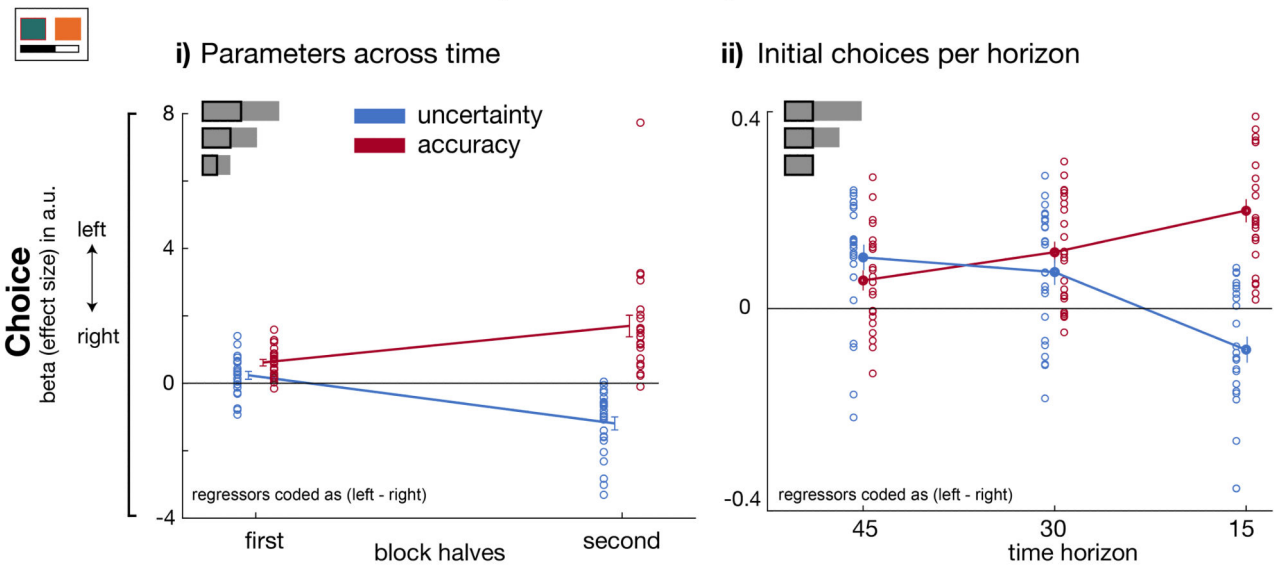 i) Parameters across time
ii) Initial choices per horizon
Choice
beta (effect size) in a.u.
left
right
8
4
0
-4
uncertainty
accuracy
regressors coded as (left - right)
first
second
block halves
0.4
0
-0.4
regressors coded as (left - right)
45
30
15
time horizon